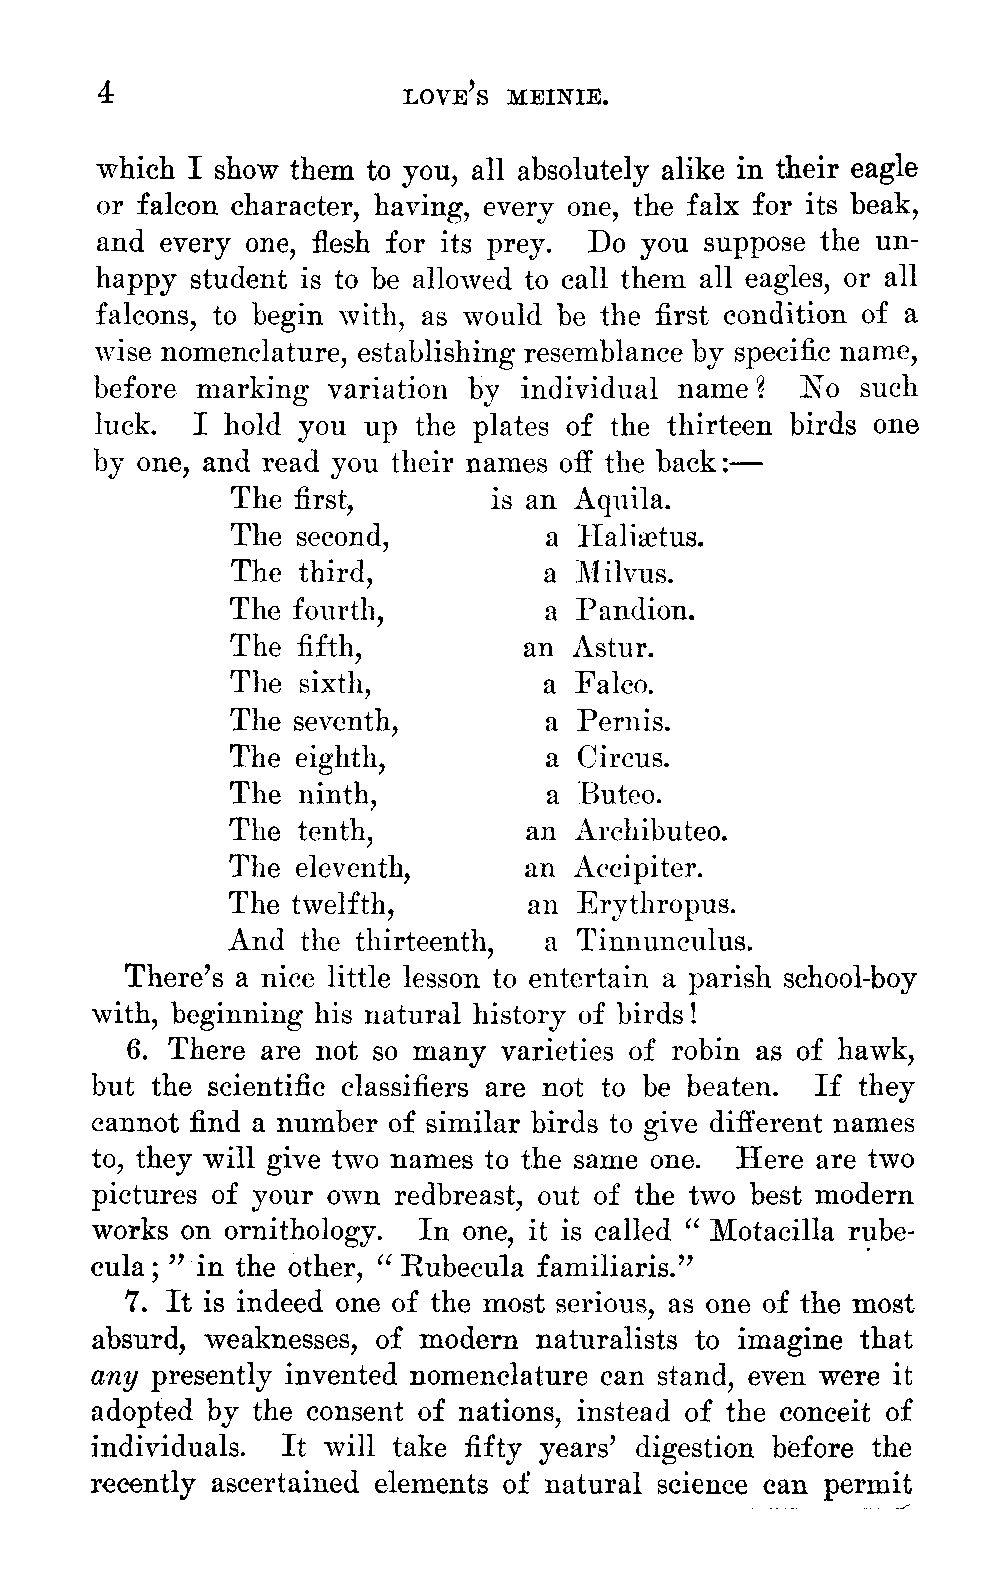 4 LOVE'S MEINIE.
which I show them to you, all absolutely alike in their eagle
or falcon character, having, every one, the falx for its beak,
and every one, flesh for its prey. Do you suppose the un-
happy student is to be allowed to call them all eagles, or all
falcons, to begin with, as would be the first condition of a
wise nomenclature, establishing resemblance by specific name,
before marking variation by individual name? No such
luck. I hold you up the plates of the thirteen birds one
by one, and read you their names off the back:—
The first, is an Aquila.
The second, a Haliætus.
The third, a Milvus.
The fourth, a Pandion.
The fifth, an Astur.
The sixth, a Falco.
The seventh, a Pernis.
The eighth, a Circus.
The ninth, a Buteo.
The tenth, an Archibuteo.
The eleventh, an Accipiter.
The twelfth, an Erythropus.
And the thirteenth, a Tinnunculus.
There's a nice little lesson to entertain a parish school-boy
with, beginning his natural history of birds!
6. There are not so many varieties of robin as of hawk,
but the scientific classifiers are not to be beaten. If they
cannot find a number of similar birds to give different names
to, they will give two names to the same one. Here are two
pictures of your own redbreast, out of the two best modern
works on ornithology. In one, it is called "Motacilla rube-
cula;" in the other, "Rubecula familiaris."
7. It is indeed one of the most serious, as one of the most
absurd, weaknesses, of modern naturalists to imagine that
any presently invented nomenclature can stand, even were it
adopted by the consent of nations, instead of the conceit of
individuals. It will take fifty years' digestion before the
recently ascertained elements of natural science can permit